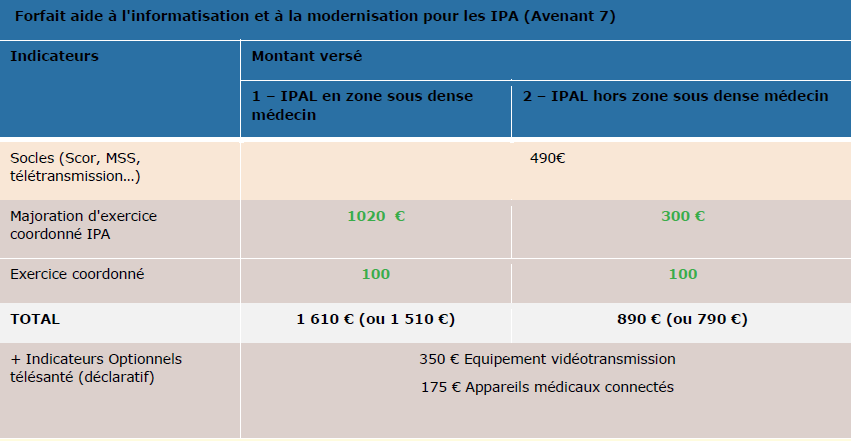 Forfait aide à l'informatisation et à la modernisation pour les IPA (Avenant 7)
Indicateurs
Montant versé
1 – IPAL en zone sous dense
médecin
2 – IPAL hors zone sous dense médecin
Socles (Scor, MSS,
télétransmission…)
490€
Majoration d'exercice
coordonné IPA
1020 €
300 €
Exercice coordonné
100
100
TOTAL
1 610 € (ou 1 510 €)
890 € (ou 790 €)
+ Indicateurs Optionnels
télésanté (déclaratif)
350 € Equipement vidéotransmission
175 € Appareils médicaux connectés